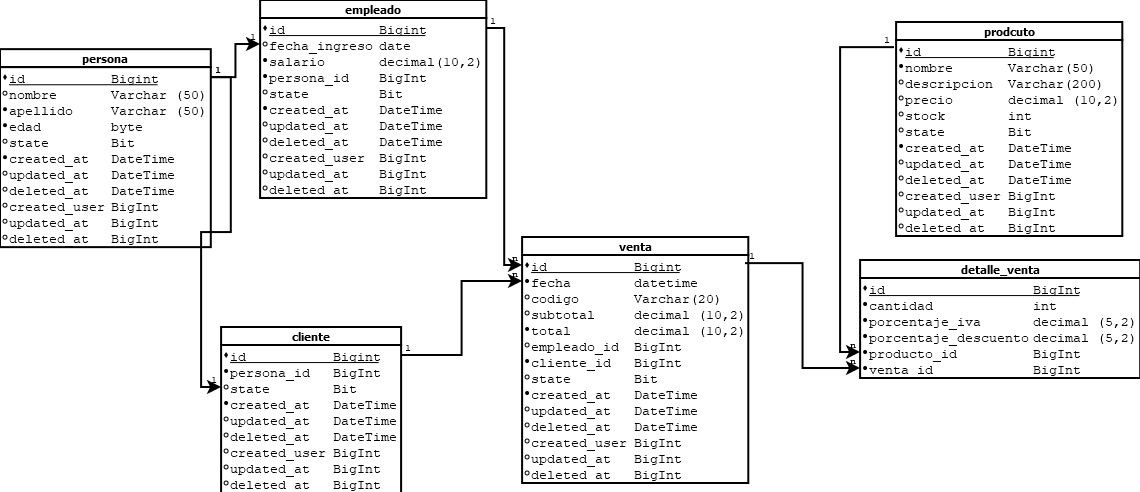 persona
id Bigint
nombre Varchar (50)
apellido Varchar (50)
edad byte
state Bit
created_at DateTime
updated_at DateTime
deleted_at DateTime
created_user BigInt
updated_at BigInt
deleted_at BigInt
1
empleado
id Bigint
fecha_ingreso date
salario decimal(10,2)
persona_id BigInt
state Bit
created_at DateTime
updated_at DateTime
deleted_at DateTime
created_user BigInt
updated_at BigInt
deleted_at BigInt
1
1
cliente
id Bigint
persona_id BigInt
state Bit
created_at DateTime
updated_at DateTime
deleted_at DateTime
created_user BigInt
updated_at BigInt
deleted_at BigInt
1
1
venta
id Bigint
fecha datetime
codigo Varchar(20)
subtotal decimal (10,2)
total decimal (10,2)
empleado_id BigInt
cliente_id BigInt
state Bit
created_at DateTime
updated_at DateTime
deleted_at DateTime
created_user BigInt
updated_at BigInt
deleted_at BigInt
1
prodcuto
id Bigint
nombre Varchar(50)
descripcion Varchar(200)
precio decimal (10,2)
stock int
state Bit
created_at DateTime
updated_at DateTime
deleted_at DateTime
created_user BigInt
updated_at BigInt
deleted_at BigInt
1
detalle_venta
id BigInt
cantidad int
porcentaje_iva decimal (5,2)
porcentaje_descuento decimal (5,2)
producto_id BigInt
venta_id BigInt